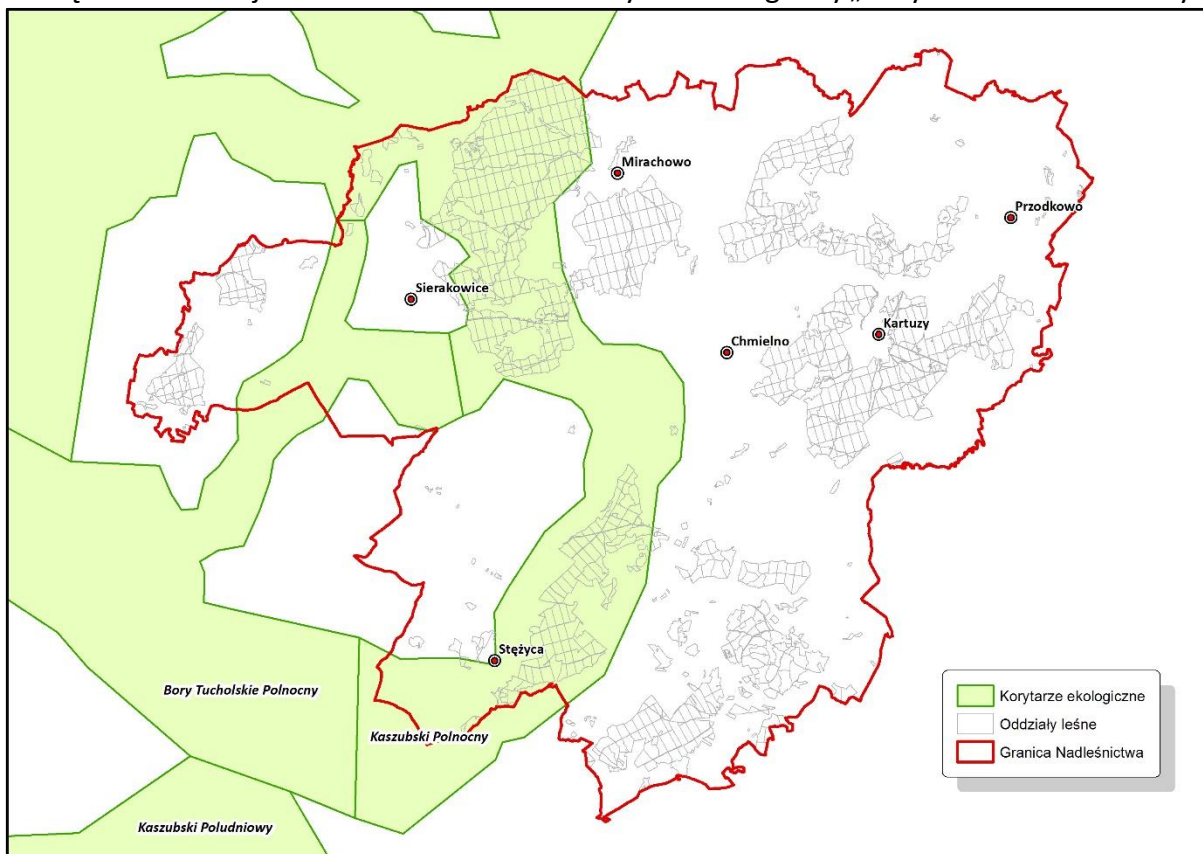 Mirachowo
Przodkowo
Sierakowice
Kartuzy
Chmielno
Stężyca
Bory Tucholskie Polnocny
Kaszubski Polnocny
Kaszubski Poludniowy
Korytarze ekologiczne
Oddziały leśne
Granica Nadleśnictwa